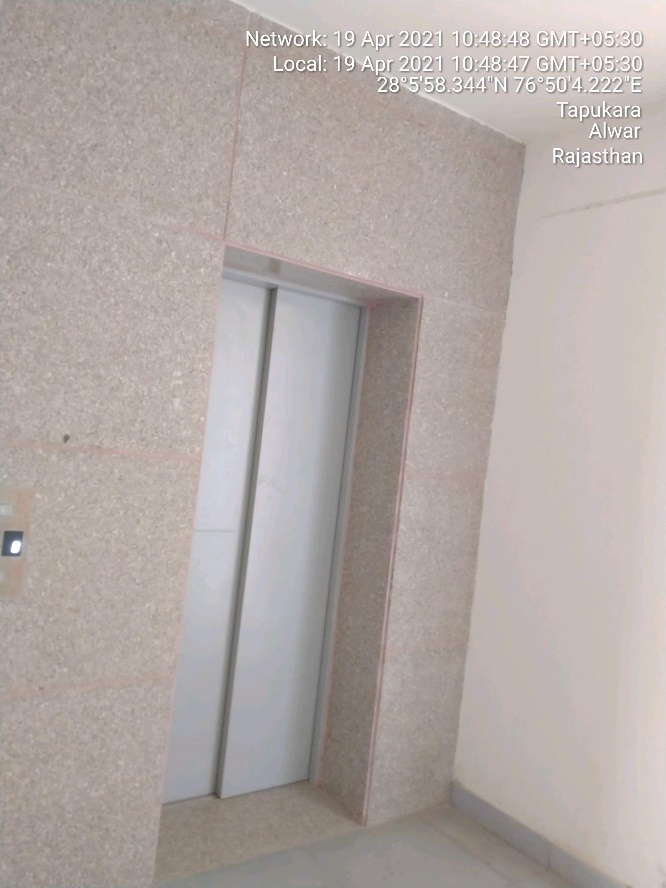 Network: 19 Apr 2021 10:48:48 GMT+05:30
Local: 19 Apr 2021 10:48:47 GMT+05:30
28°5'58.344"N 76°50'4.222"E
Tapukara
Alwar
Rajasthan